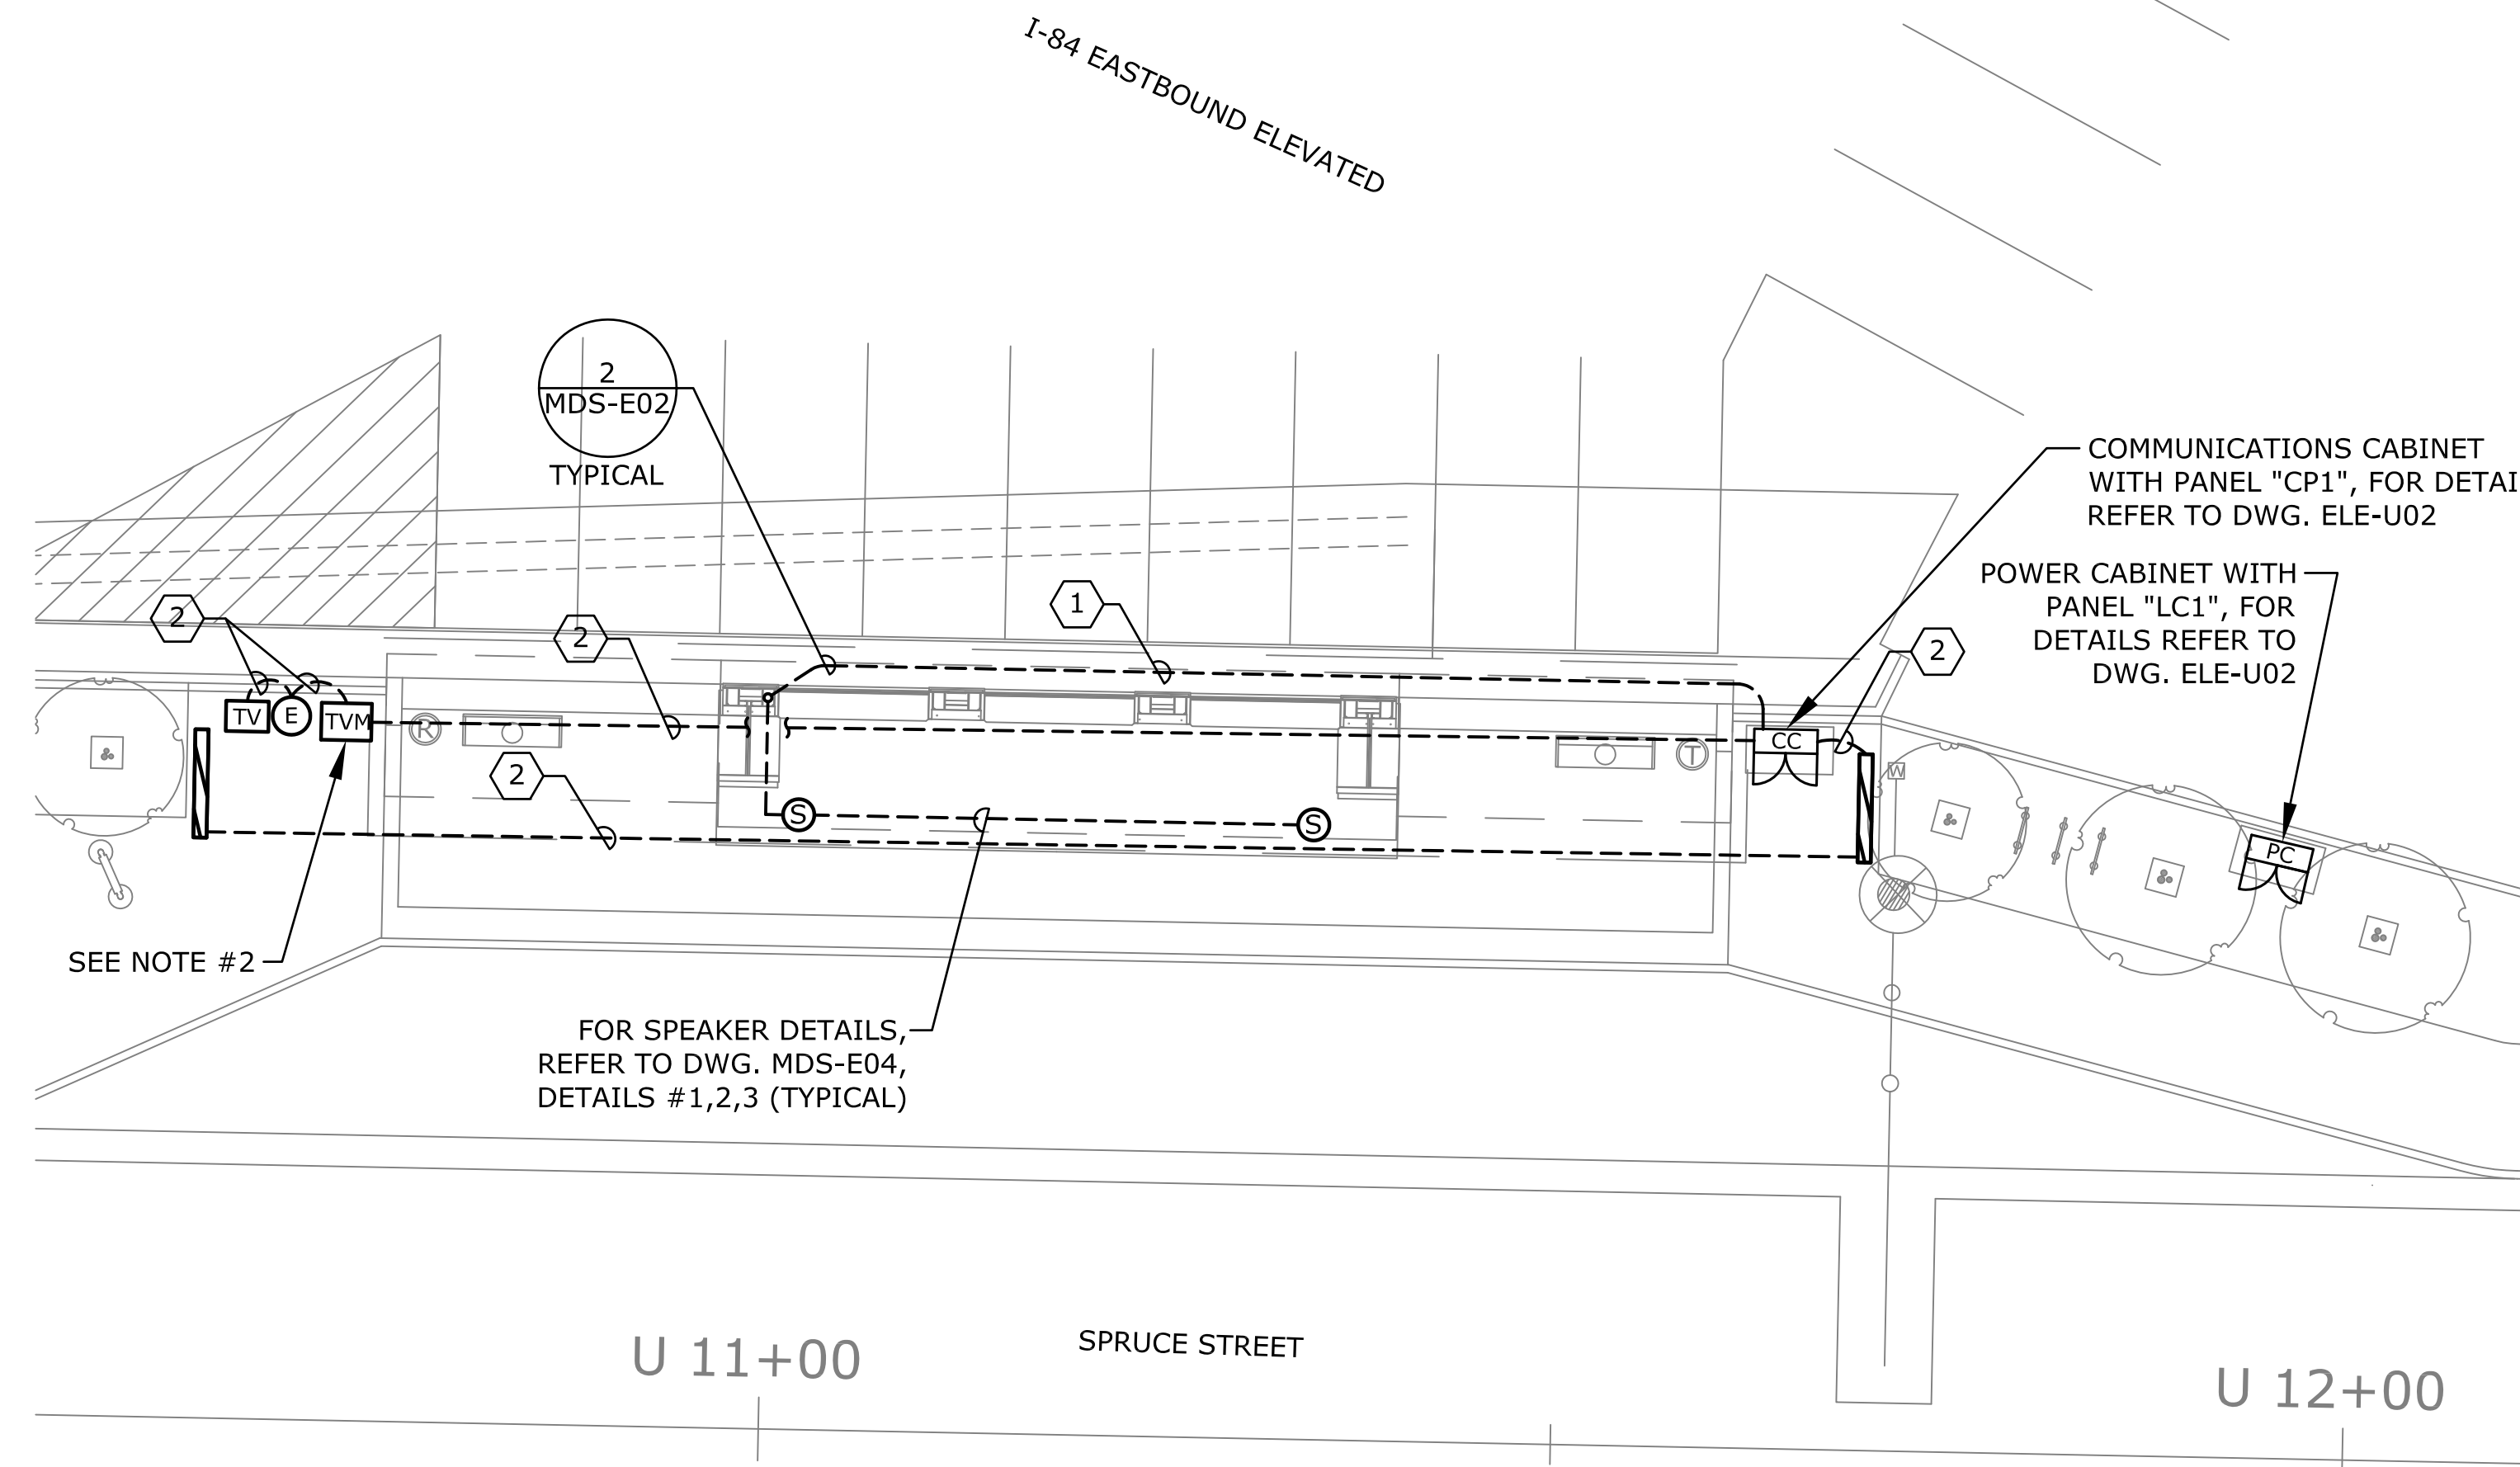 I-84 EASTBOUND ELEVATED
2
MDS-E02
TYPICAL
COMMUNICATIONS CABINET
WITH PANEL "CP1", FOR DETAI
REFER TO DWG. ELE-U02
POWER CABINET WITH
PANEL "LC1", FOR
DETAILS REFER TO
DWG. ELE-U02
1
2
2
2
TV
E
TVM
R
CC
T
W
2
S
S
PC
SEE NOTE #2
FOR SPEAKER DETAILS,
REFER TO DWG. MDS-E04,
DETAILS #1,2,3 (TYPICAL)
SPRUCE STREET
U 11+00
U 12+00